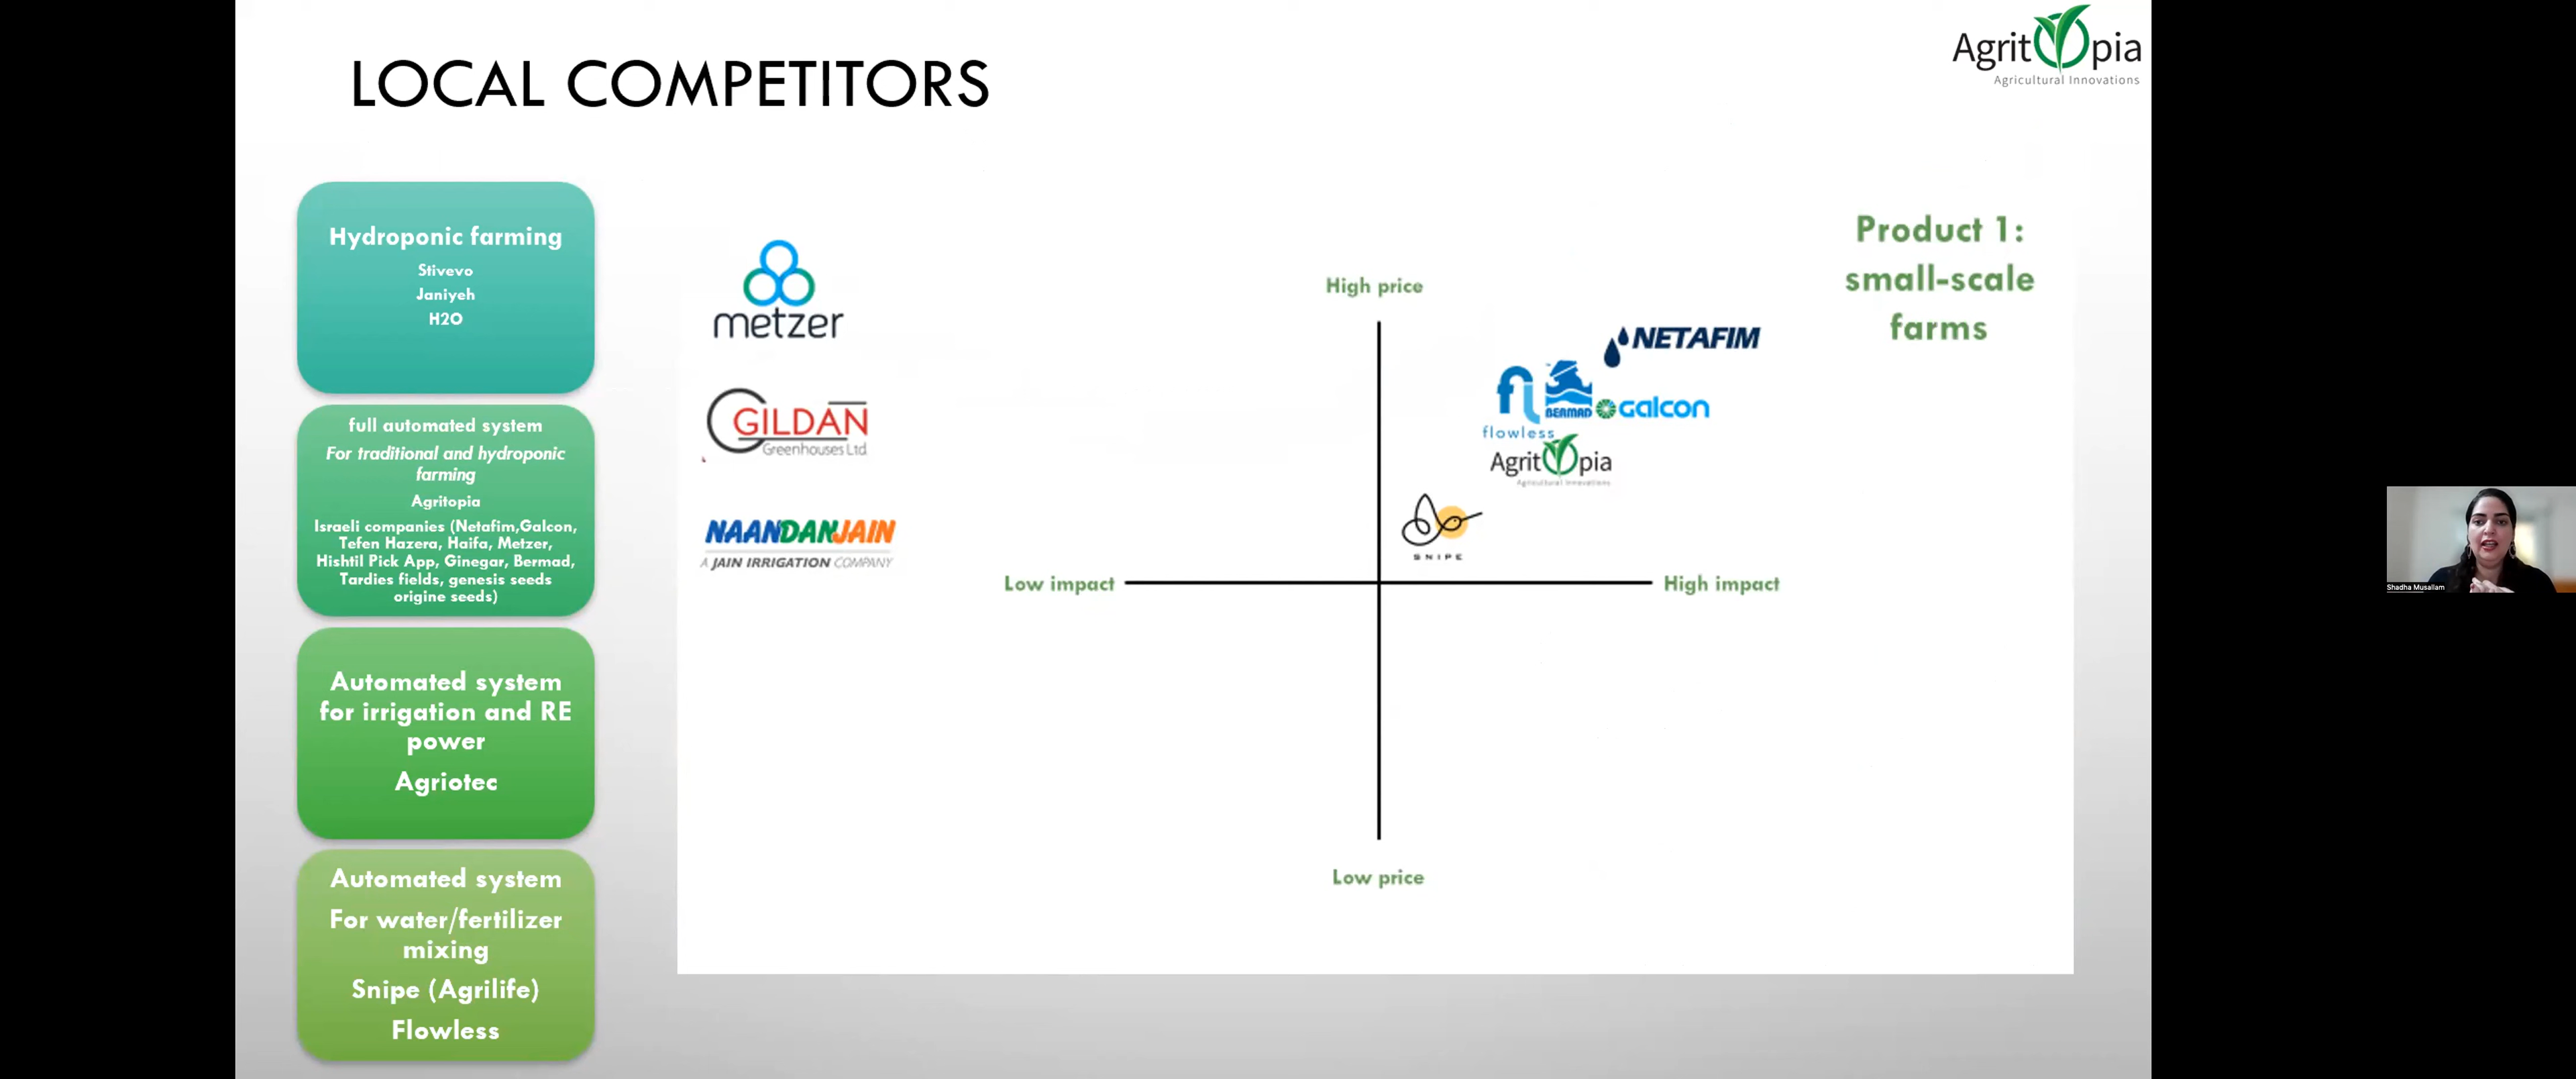 LOCAL COMPETITORS
Agritopia
Agricultural Innovations
Hydroponic farming
Stivevo
Janiyeh
H2O
full automated system
For traditional and hydroponic
farming
Agritopia
Israeli companies (Netafim,Galcon,
Tefen Hazera, Haifa, Metzer,
Hishtil Pick App, Ginegar, Bermad,
Tardies fields, genesis seeds
origine seeds)
Automated system
for irrigation and RE
power
Agriotec
Automated system
For water/fertilizer
mixing
Snipe (Agrilife)
Flowless
metzer
GILDAN
Greenhouses Ltd
NAANDANJAIN
A JAIN IRRIGATION COMPANY
High price
NETAFIM
fl
BERMAD
Galcon
flowless
Agritopia
Agricultural Innovations
SNIPE
Low impact
High impact
Low price
Product 1:
small-scale
farms
Shadha Musallam